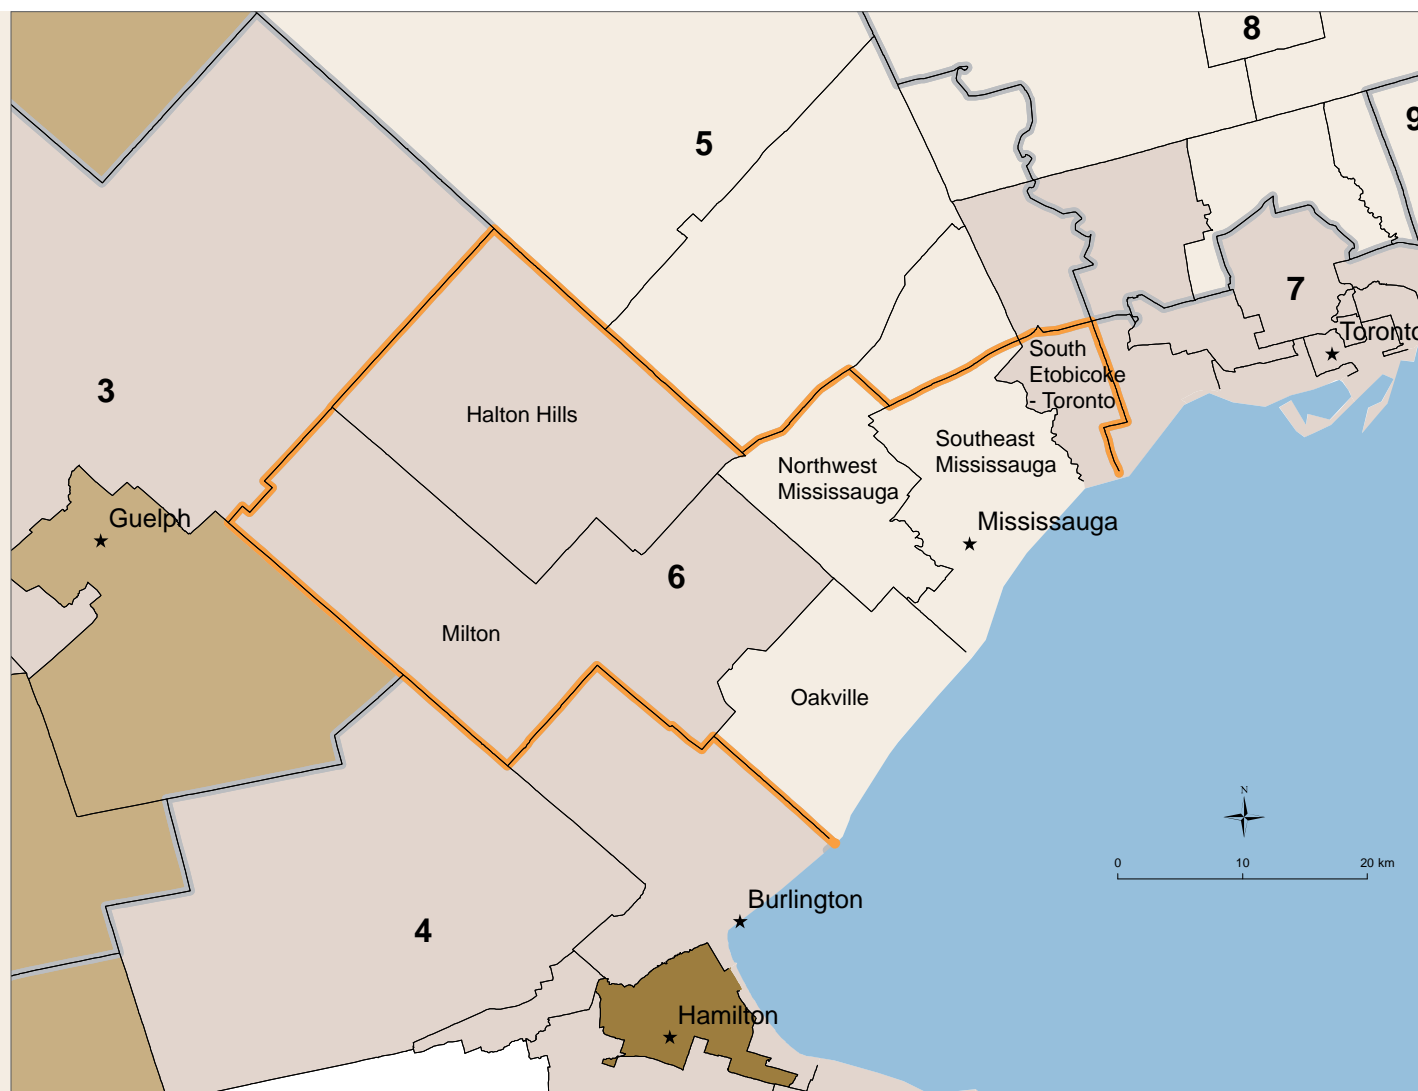 8
9
5
7
Toronto
South
Etobicoke
- Toronto
3
Halton Hills
Southeast
Mississauga
Northwest
Mississauga
Guelph
Mississauga
6
Milton
Oakville
N
0 10 20 km
Burlington
4
Hamilton